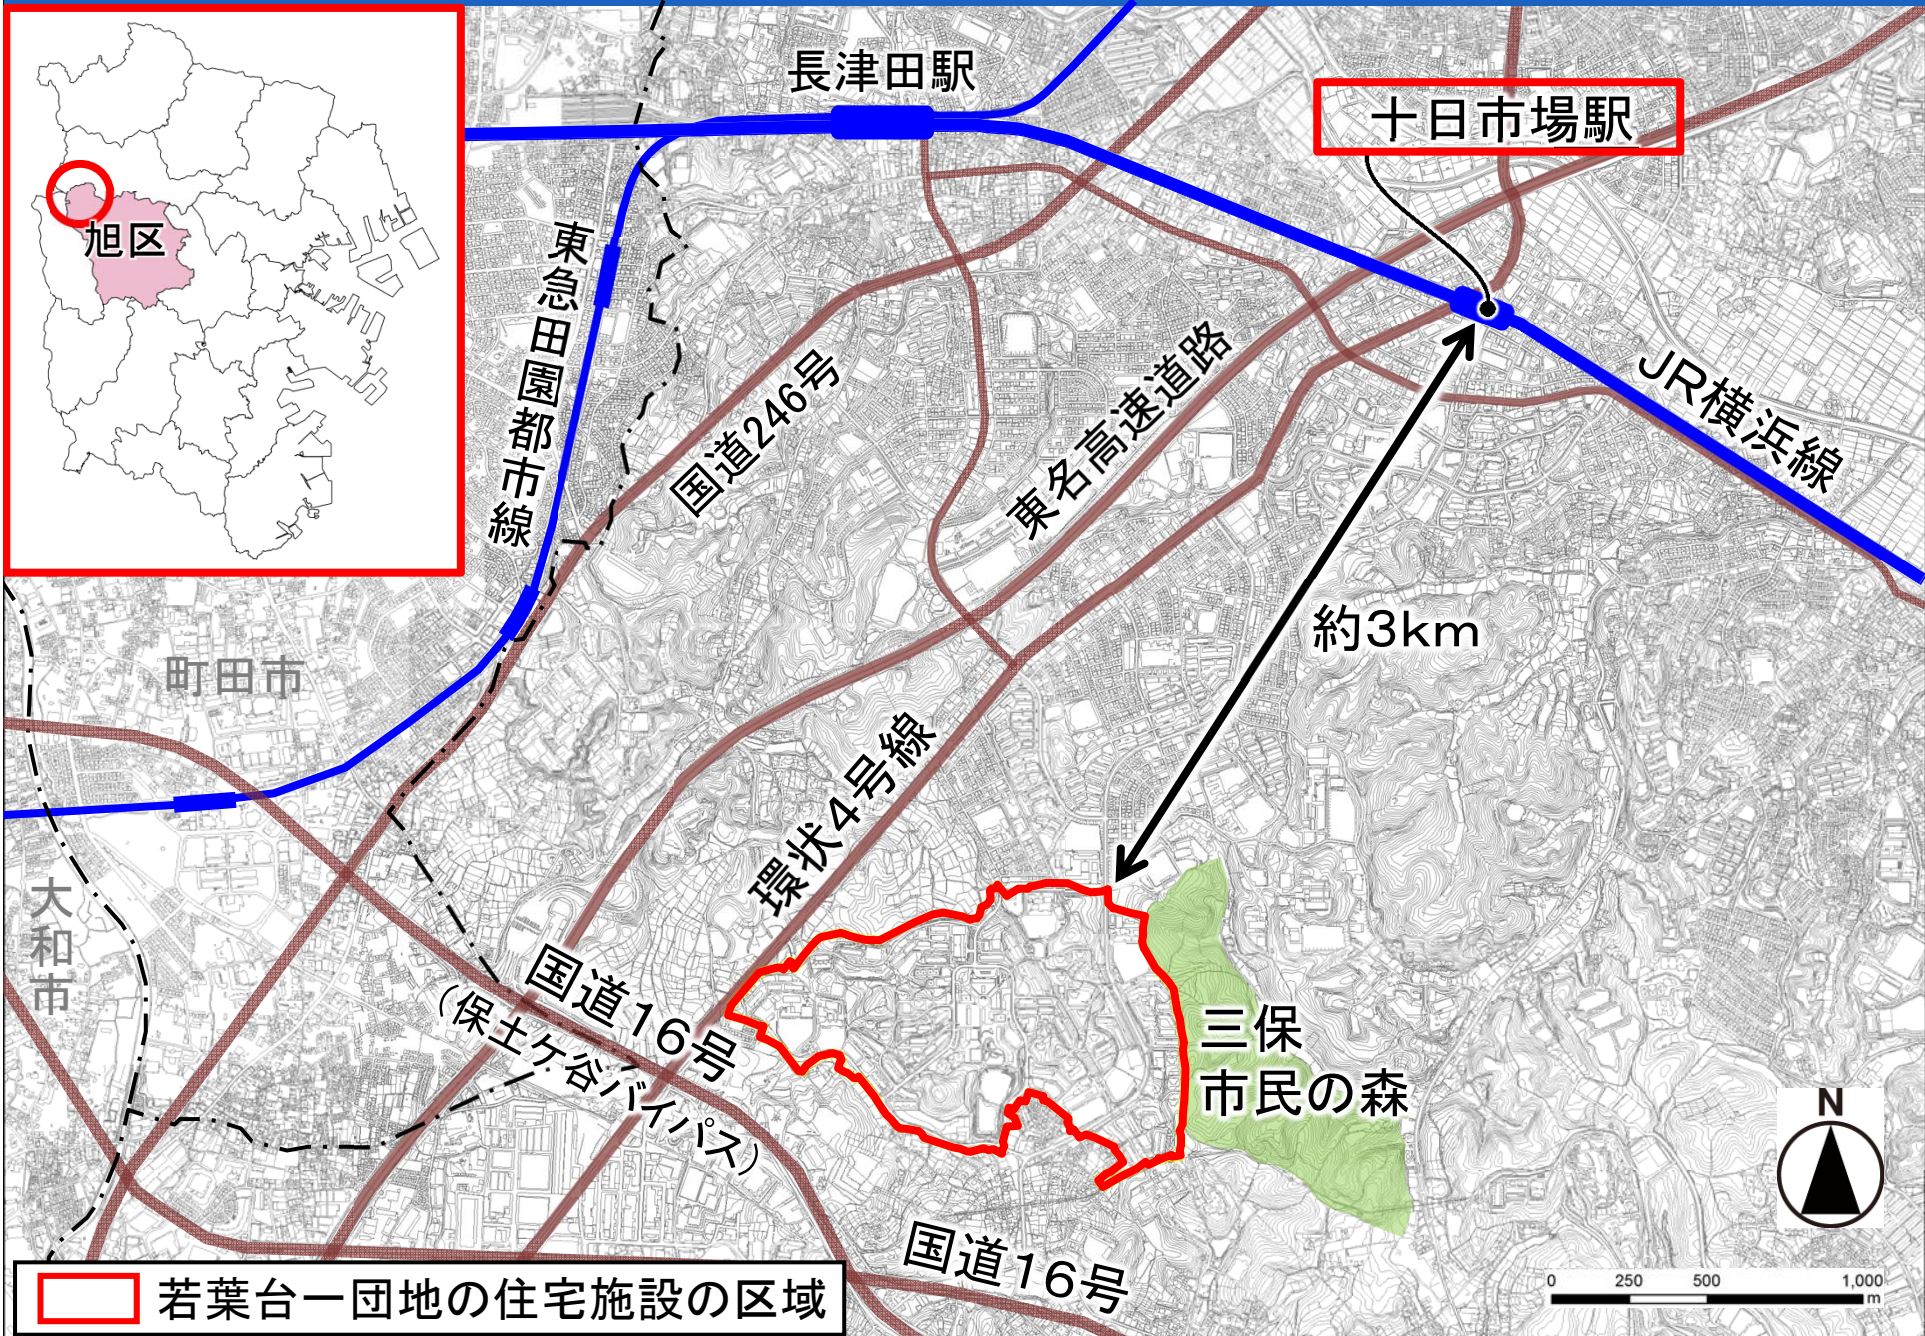 旭区
長津田駅
十日市場駅
東急田園都市線
国道246号
東名高速道路
JR横浜線
約3km
町田市
環状4号線
大和市
国道16号
(保土ケ谷バイパス)
三保
市民の森
N
国道16号
0 250 500 1,000
m
若葉台一団地の住宅施設の区域